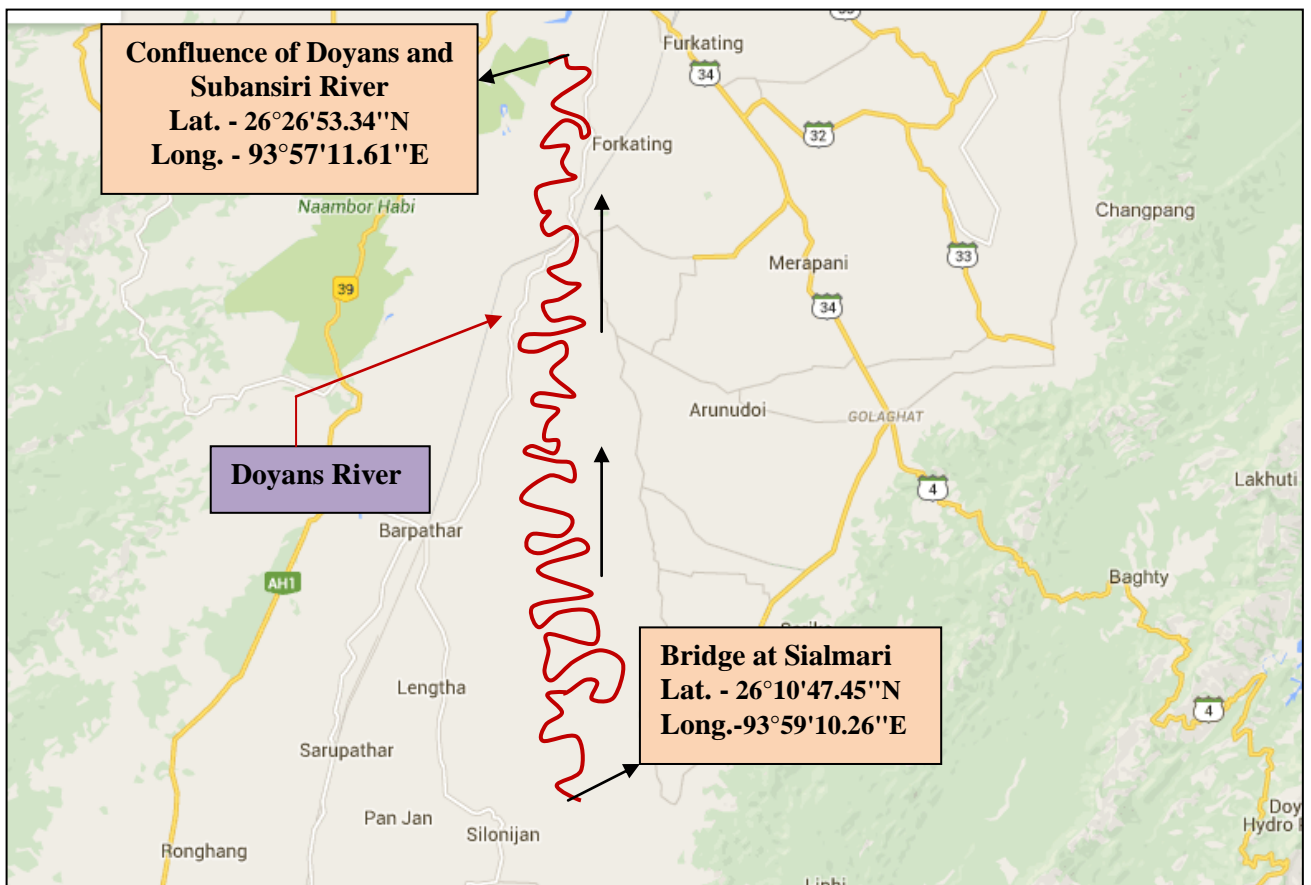 Confluence of Doyans and
Subansiri River
Lat. - 26°26'53.34''N
Long. - 93°57'11.61''E
Furkating
34
32
Forkating
Naambor Habi
Changpang
39
Merapani
33
34
Arunudoi
GOLAGHAT
Doyans River
4
Lakhuti
Barpathar
AH1
Baghty
Bridge at Sialmari
Lat. - 26°10'47.45''N
Long.-93°59'10.26''E
Lengtha
4
Sarupathar
Pan Jan
Silonijan
Doy
Hydro
Ronghang